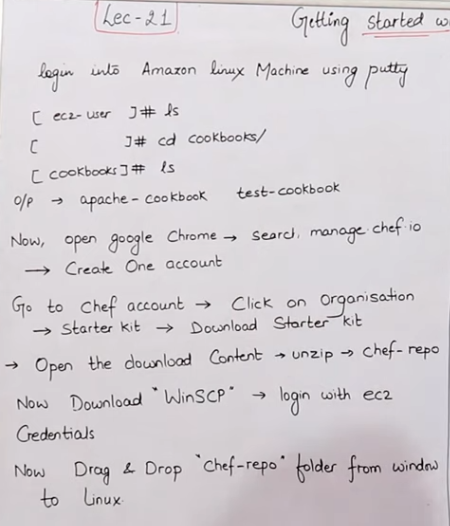 Lec-21
Getting started w
login into Amazon linux Machine using putty
[ ec2-user ]# ls
[ ]# cd cookbooks/
[ cookbooks]# ls
O/P → apache-cookbook test-cookbook
Now, open google Chrome → search manage.chef.io
→ Create One account
Go to Chef account → Click on Organisation
→ Starter kit → Download Starter kit
→ Open the download Content → unzip → chef-repo
Now Download "WinSCP" → login with ec2
Credentials
Now Drag & Drop "chef-repo" folder from window
to Linux.